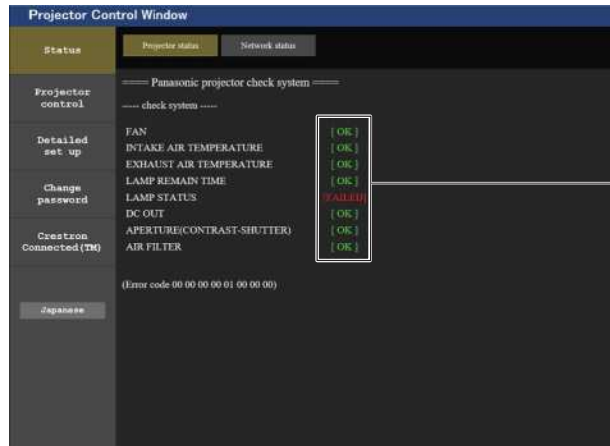 Projector Control Window
Status
Projector status
Network status
Projector
control
Detailed
set up
Change
password
Crestron
Connected(TM)
Japanese
==== Panasonic projector check system ====
----- check system -----
FAN [ OK ]
INTAKE AIR TEMPERATURE [ OK ]
EXHAUST AIR TEMPERATURE [ OK ]
LAMP REMAIN TIME [ OK ]
LAMP STATUS [FAILED]
DC OUT [ OK ]
APERTURE(CONTRAST-SHUTTER) [ OK ]
AIR FILTER [ OK ]
(Error code 00 00 00 00 01 00 00 00)